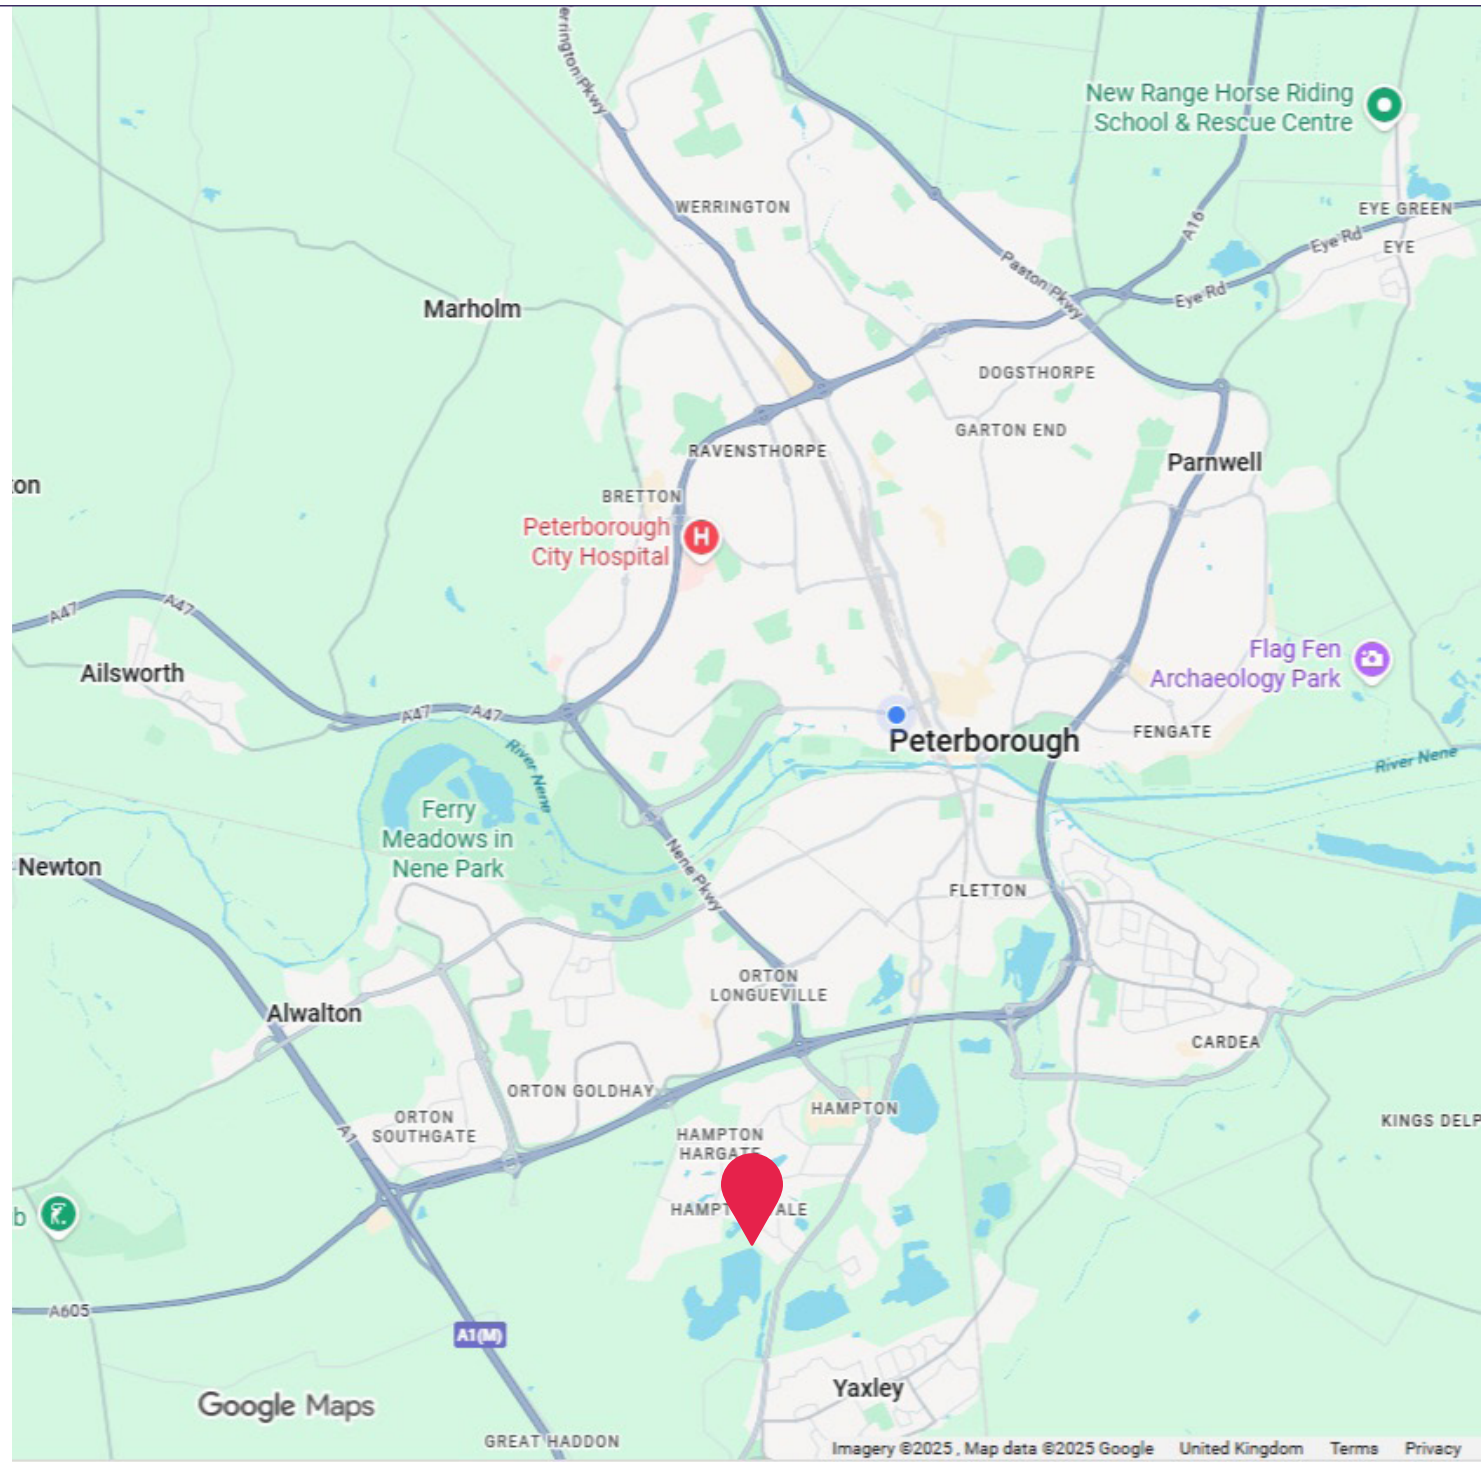 errington Pkwy
New Range Horse Riding
School & Rescue Centre
WERRINGTON
EYE GREEN
A16
Eye Rd
EYE
Paston Pkwy
Eye Rd
Marholm
DOGSTHORPE
GARTON END
RAVENSTHORPE
Parnwell
on
BRETTON
Peterborough
City Hospital
H
A47
A47
Flag Fen
Archaeology Park
Ailsworth
A47
A47
FENGATE
Peterborough
River Nene
River Nene
Ferry
Meadows in
Nene Park
Newton
Nene Pkwy
FLETTON
ORTON
LONGUEVILLE
Alwalton
CARDEA
ORTON GOLDHAY
HAMPTON
ORTON
SOUTHGATE
A1
KINGS DELP
HAMPTON
HARGATE
b
HAMPT ALE
A605
A1(M)
Yaxley
Google Maps
GREAT HADDON
Imagery ©2025 , Map data ©2025 Google United Kingdom Terms Privacy